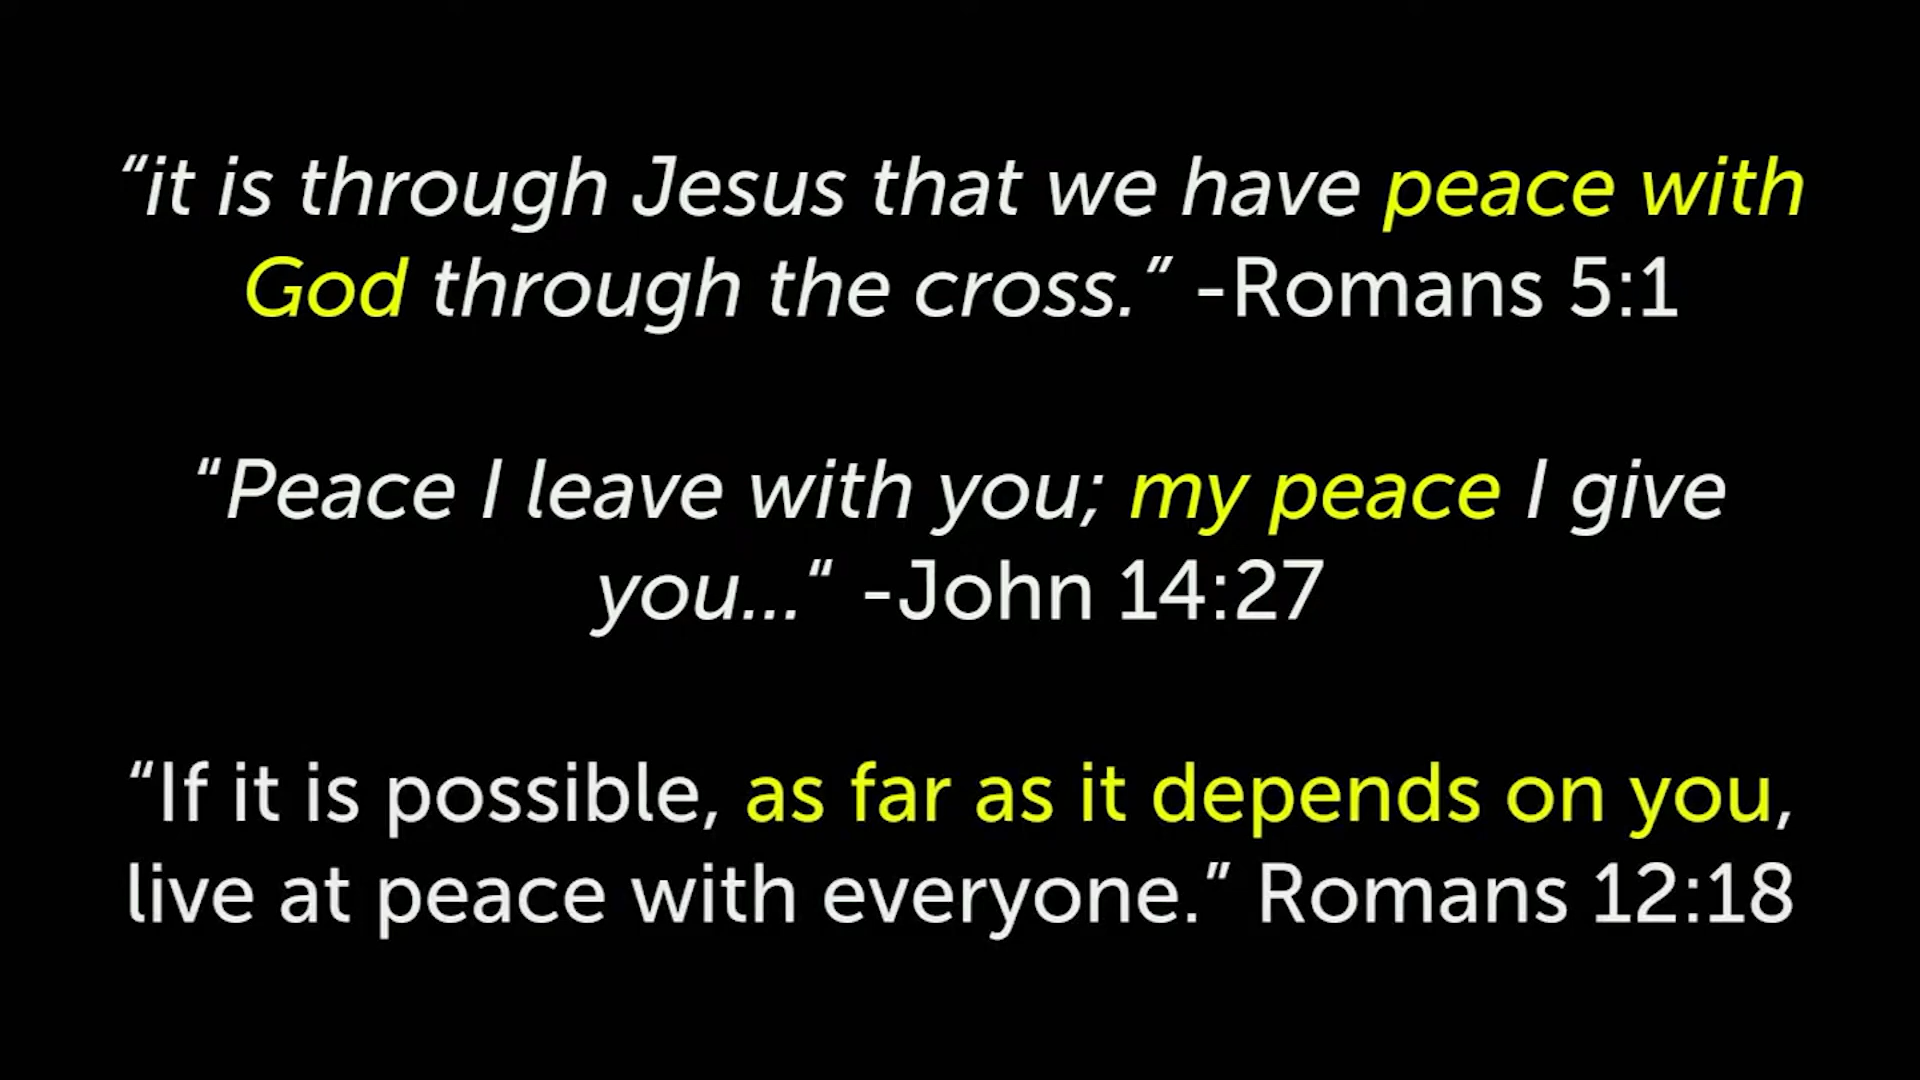 “it is through Jesus that we have peace with
God through the cross.” -Romans 5:1
“Peace I leave with you; my peace I give
you...“ -John 14:27
“If it is possible, as far as it depends on you,
live at peace with everyone.” Romans 12:18